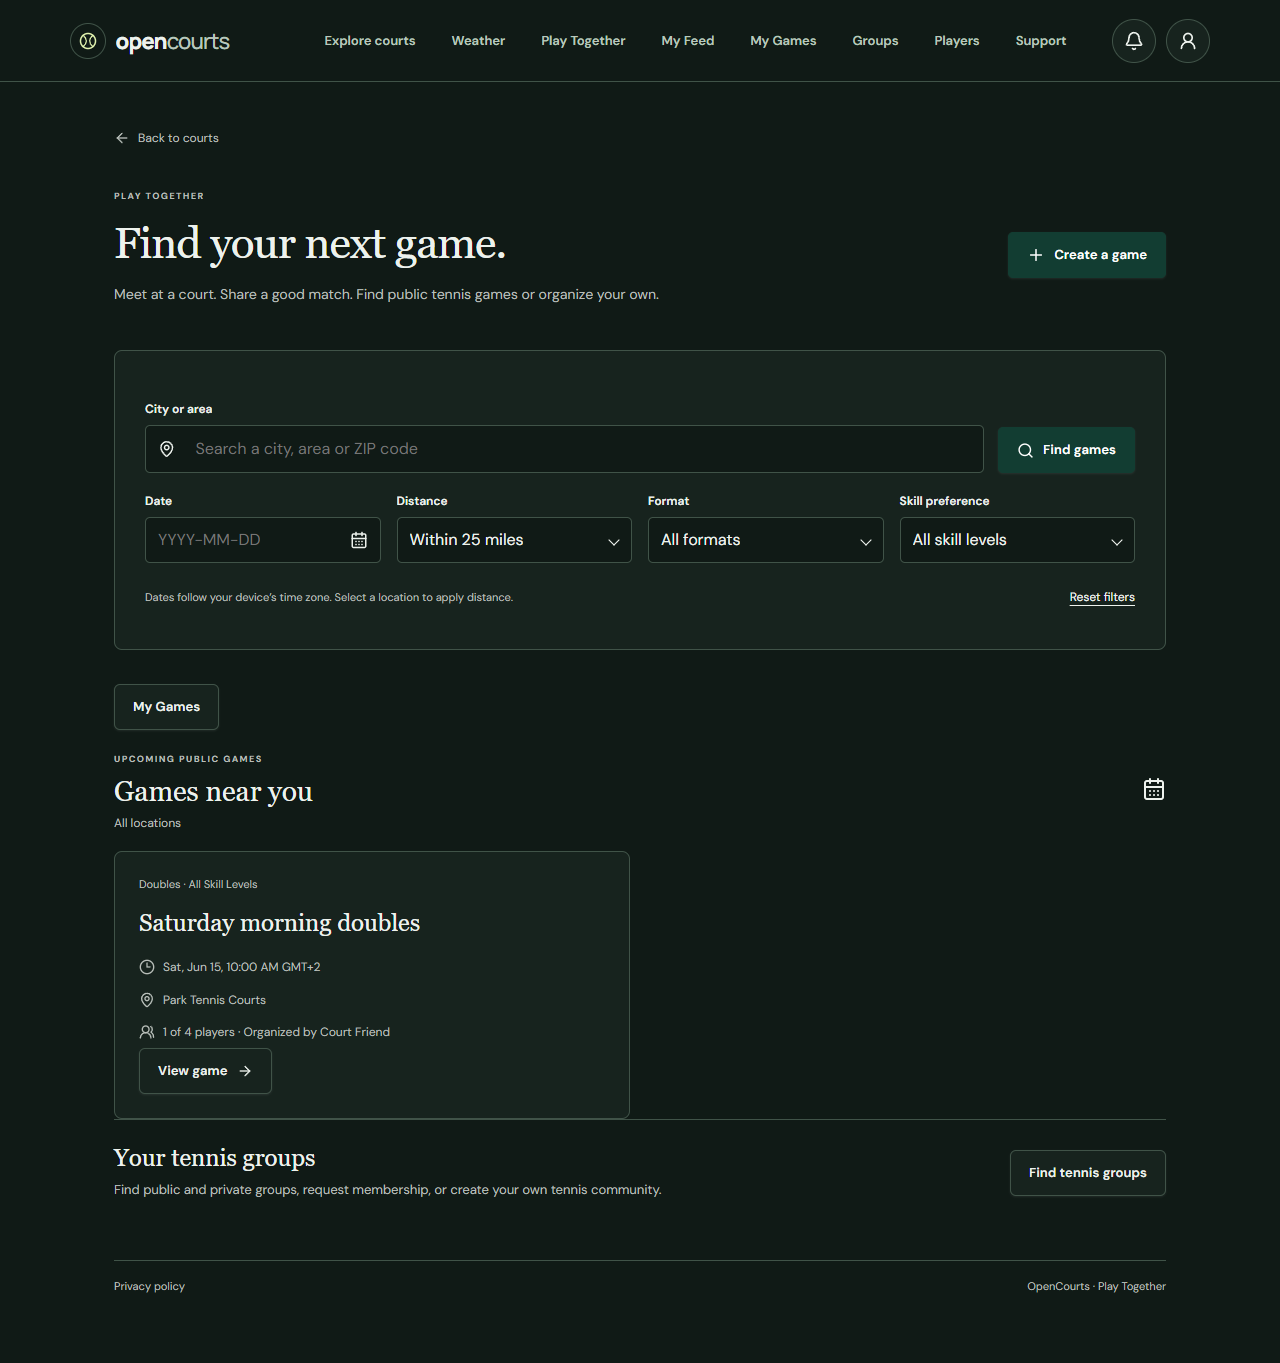 opencourts
Explore courts
Weather
Play Together
My Feed
My Games
Groups
Players
Support
Back to courts
PLAY TOGETHER
Find your next game.
Create a game
Meet at a court. Share a good match. Find public tennis games or organize your own.
City or area
Search a city, area or ZIP code
Find games
Date
Distance
Format
Skill preference
YYYY-MM-DD
Within 25 miles
All formats
All skill levels
Dates follow your device's time zone. Select a location to apply distance.
Reset filters
My Games
UPCOMING PUBLIC GAMES
Games near you
All locations
Doubles · All Skill Levels
Saturday morning doubles
Sat, Jun 15, 10:00 AM GMT+2
Park Tennis Courts
1 of 4 players · Organized by Court Friend
View game
Your tennis groups
Find public and private groups, request membership, or create your own tennis community.
Find tennis groups
Privacy policy
OpenCourts · Play Together